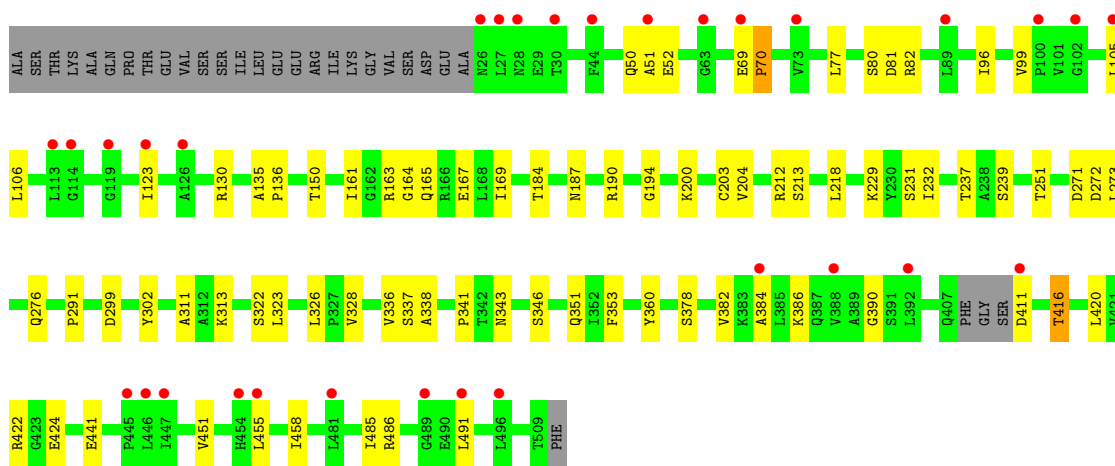 ALA SER THR LYS ALA ALA GLN PRO THR GLU VAL SER SER ILE LEU GLU GLU ARG ILE LYS GLY VAL SER ASP GLU ALA N26 L27 N28 E29 T30 F44 Q50 A51 E52 G63 E69 P70 V73 L77 S80 D81 R82 L89 I96 V99 P100 V101 G102 L105
L106 L113 G114 G119 I123 A126 R130 A135 P136 T150 I161 G162 R163 G164 Q165 R166 E167 L168 I169 T184 N187 R190 G194 K200 C203 V204 R212 S213 L218 K229 Y230 S231 I232 T237 A238 S239 T251 D271 D272 L273
Q276 P291 D299 Y302 A311 A312 K313 S322 L323 L326 P327 V328 V336 S337 A338 P341 T342 N343 S346 Q351 I352 F353 Y360 S378 V382 K383 A384 L385 K386 Q387 V388 A389 G390 S391 L392 Q407 PHE GLY SER D411 T416 L420 V421
R422 G423 E424 E441 P445 L446 I447 V451 H454 L455 I458 L481 I485 R486 G489 E490 L491 L496 T509 PHE